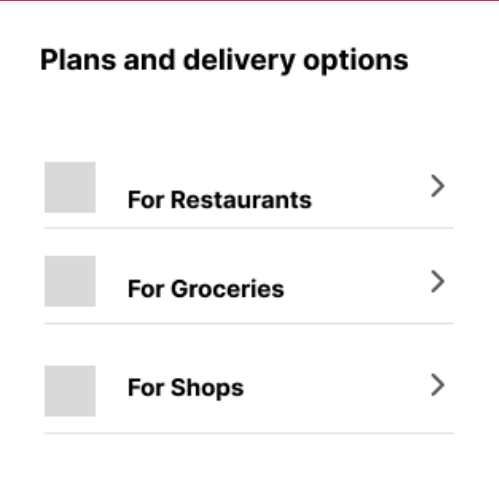 Plans and delivery options
For Restaurants
For Groceries
For Shops